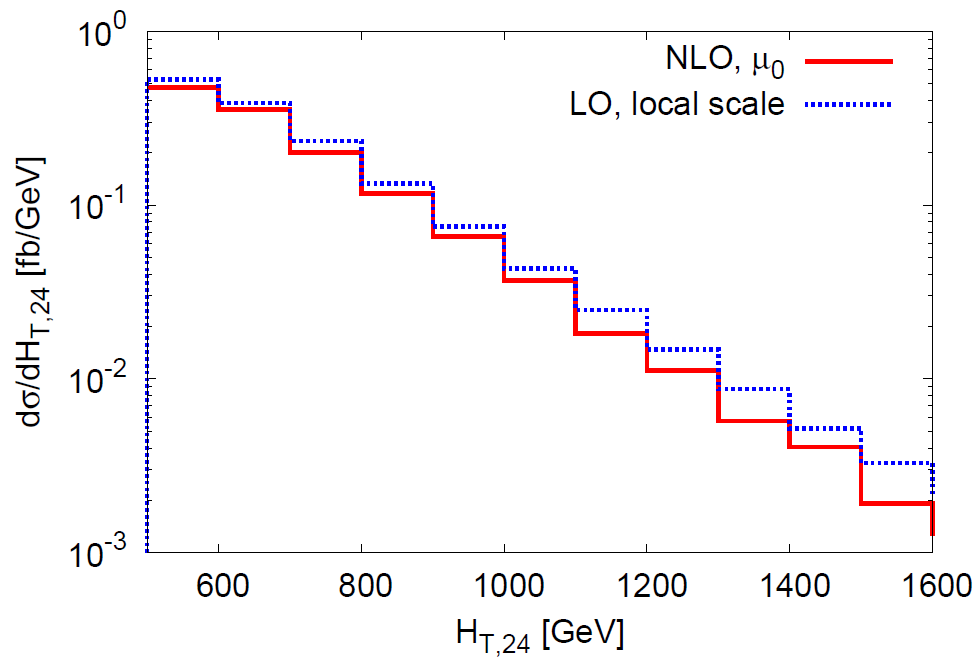 10^0
NLO, μ_0
LO, local scale
10^-1
dσ/dH_T,24 [fb/GeV]
10^-2
10^-3
600 800 1000 1200 1400 1600
H_T,24 [GeV]